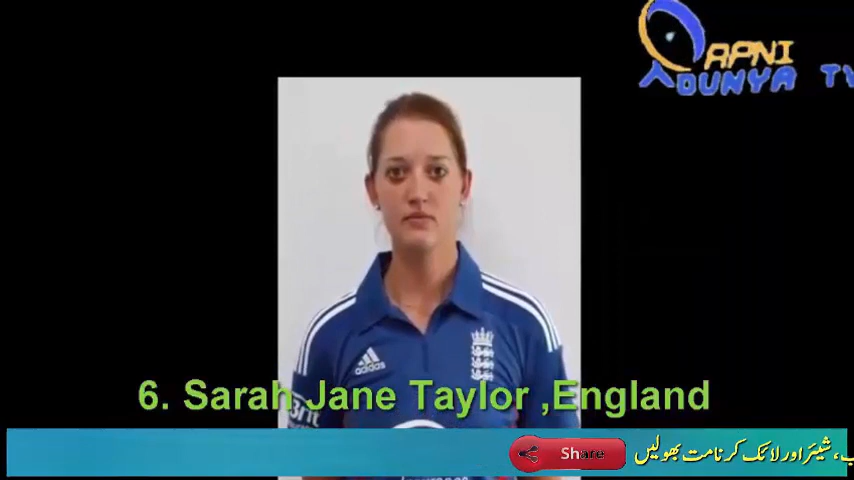 APNI
DUNYA TV
adidas
6. Sarah Jane Taylor ,England
Share
شیئر اور لائک کرنا مت بھولیں